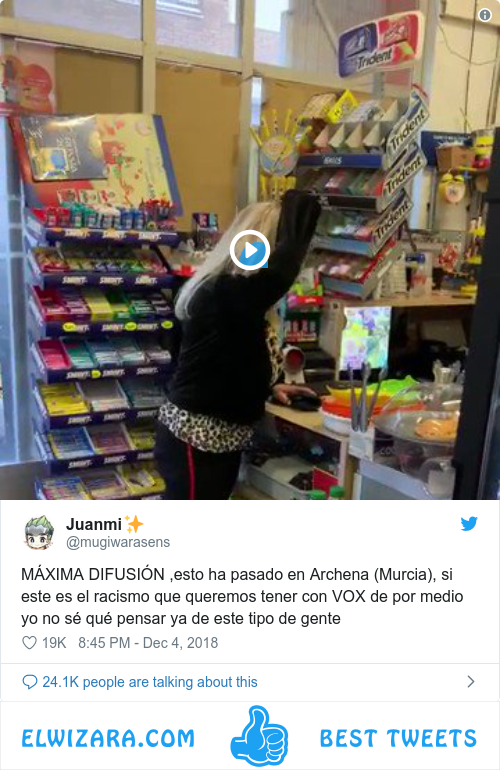 Trident
Trident
Trident
Trident
SMINT
SMINT
SMINT
SMINT
SMINT
SMINT
SMINT
Juanmi✨
@mugiwarasens
MÁXIMA DIFUSIÓN ,esto ha pasado en Archena (Murcia), si
este es el racismo que queremos tener con VOX de por medio
yo no sé qué pensar ya de este tipo de gente
19K 8:45 PM - Dec 4, 2018
24.1K people are talking about this
ELWIZARA.COM BEST TWEETS